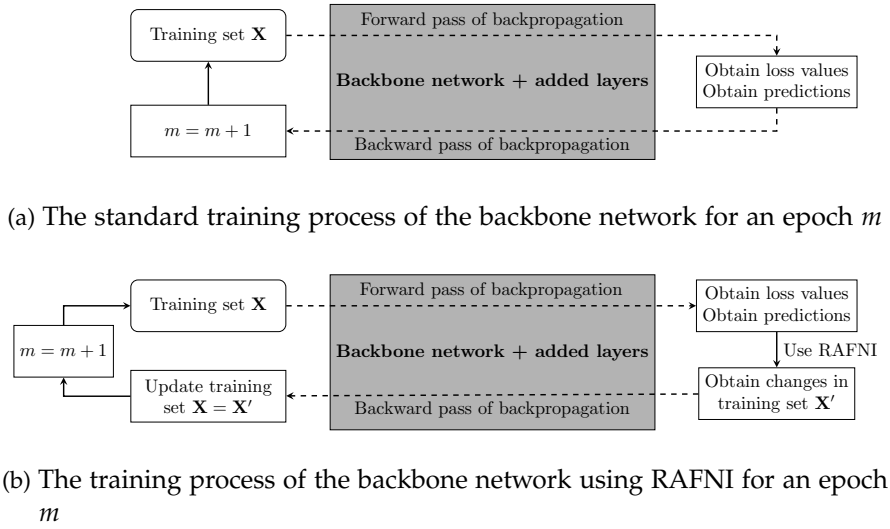 Forward pass of backpropagation
Training set X
Backbone network + added layers
Obtain loss values
Obtain predictions
m = m + 1
Backward pass of backpropagation
(a) The standard training process of the backbone network for an epoch m
Forward pass of backpropagation
Training set X
Obtain loss values
Obtain predictions
m = m + 1
Backbone network + added layers
Use RAFNI
Update training
set X = X′
Obtain changes in
training set X′
Backward pass of backpropagation
(b) The training process of the backbone network using RAFNI for an epoch
m